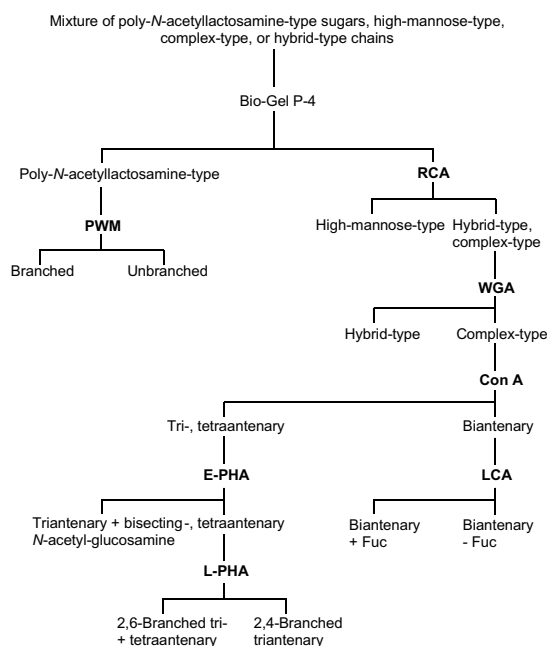 Mixture of poly-N-acetyllactosamine-type sugars, high-mannose-type,
complex-type, or hybrid-type chains
Bio-Gel P-4
Poly-N-acetyllactosamine-type
RCA
PWM
High-mannose-type
Hybrid-type,
complex-type
Branched
Unbranched
WGA
Hybrid-type
Complex-type
Con A
Tri-, tetraantenary
Biantenary
E-PHA
LCA
Triantenary + bisecting
N-acetyl-glucosamine
-, tetraantenary
Biantenary
+ Fuc
Biantenary
- Fuc
L-PHA
2,6-Branched tri-
+ tetraantenary
2,4-Branched
triantenary